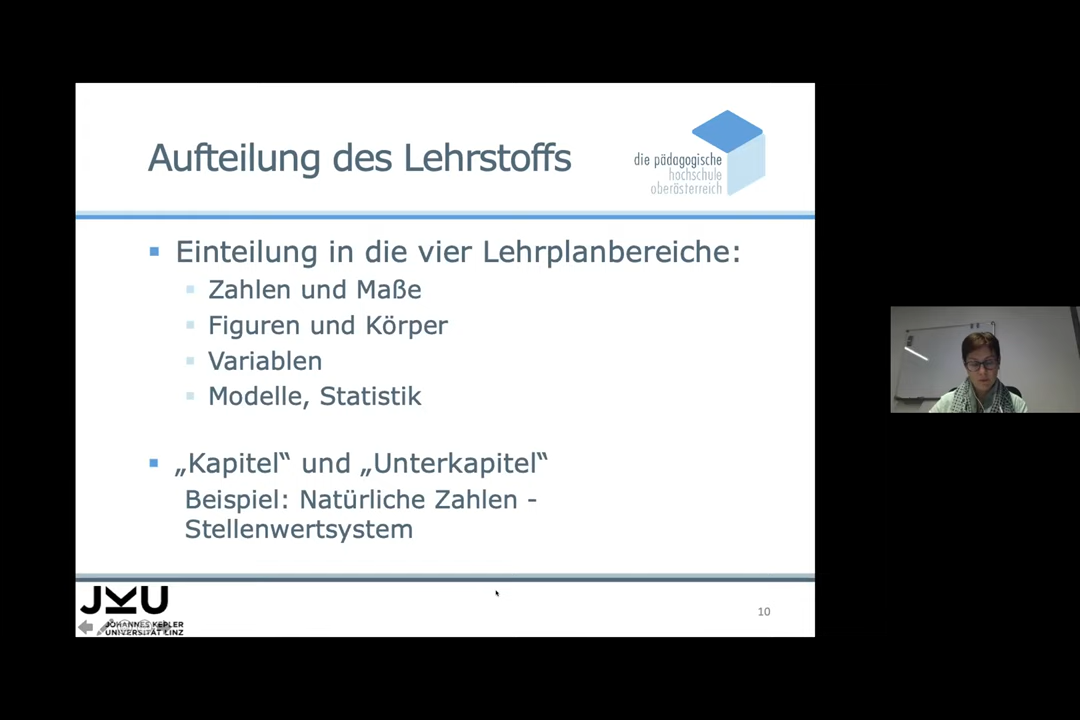 Aufteilung des Lehrstoffs
die pädagogische
hochschule
oberösterreich
Einteilung in die vier Lehrplanbereiche:
Zahlen und Maße
Figuren und Körper
Variablen
Modelle, Statistik
„Kapitel“ und „Unterkapitel“
Beispiel: Natürliche Zahlen -
Stellenwertsystem
JKU
JOHANNES KEPLER
UNIVERSITÄT LINZ
10